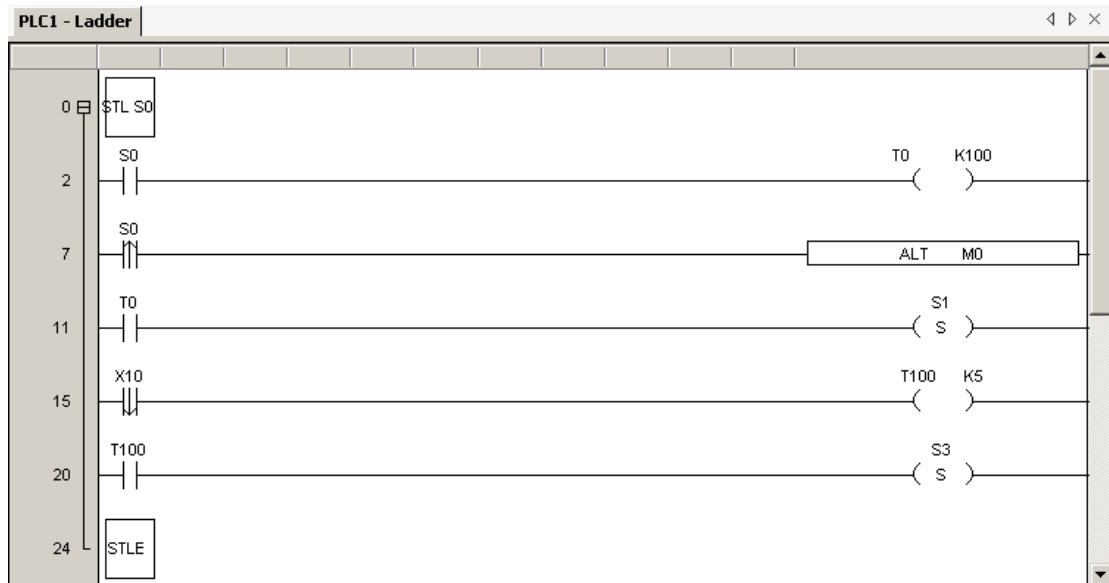 PLC1 - Ladder
0 STL S0
S0 T0 K100
2
S0
7 ALT M0
T0 S1
11 S
X10 T100 K5
15
T100 S3
20 S
24 STLE